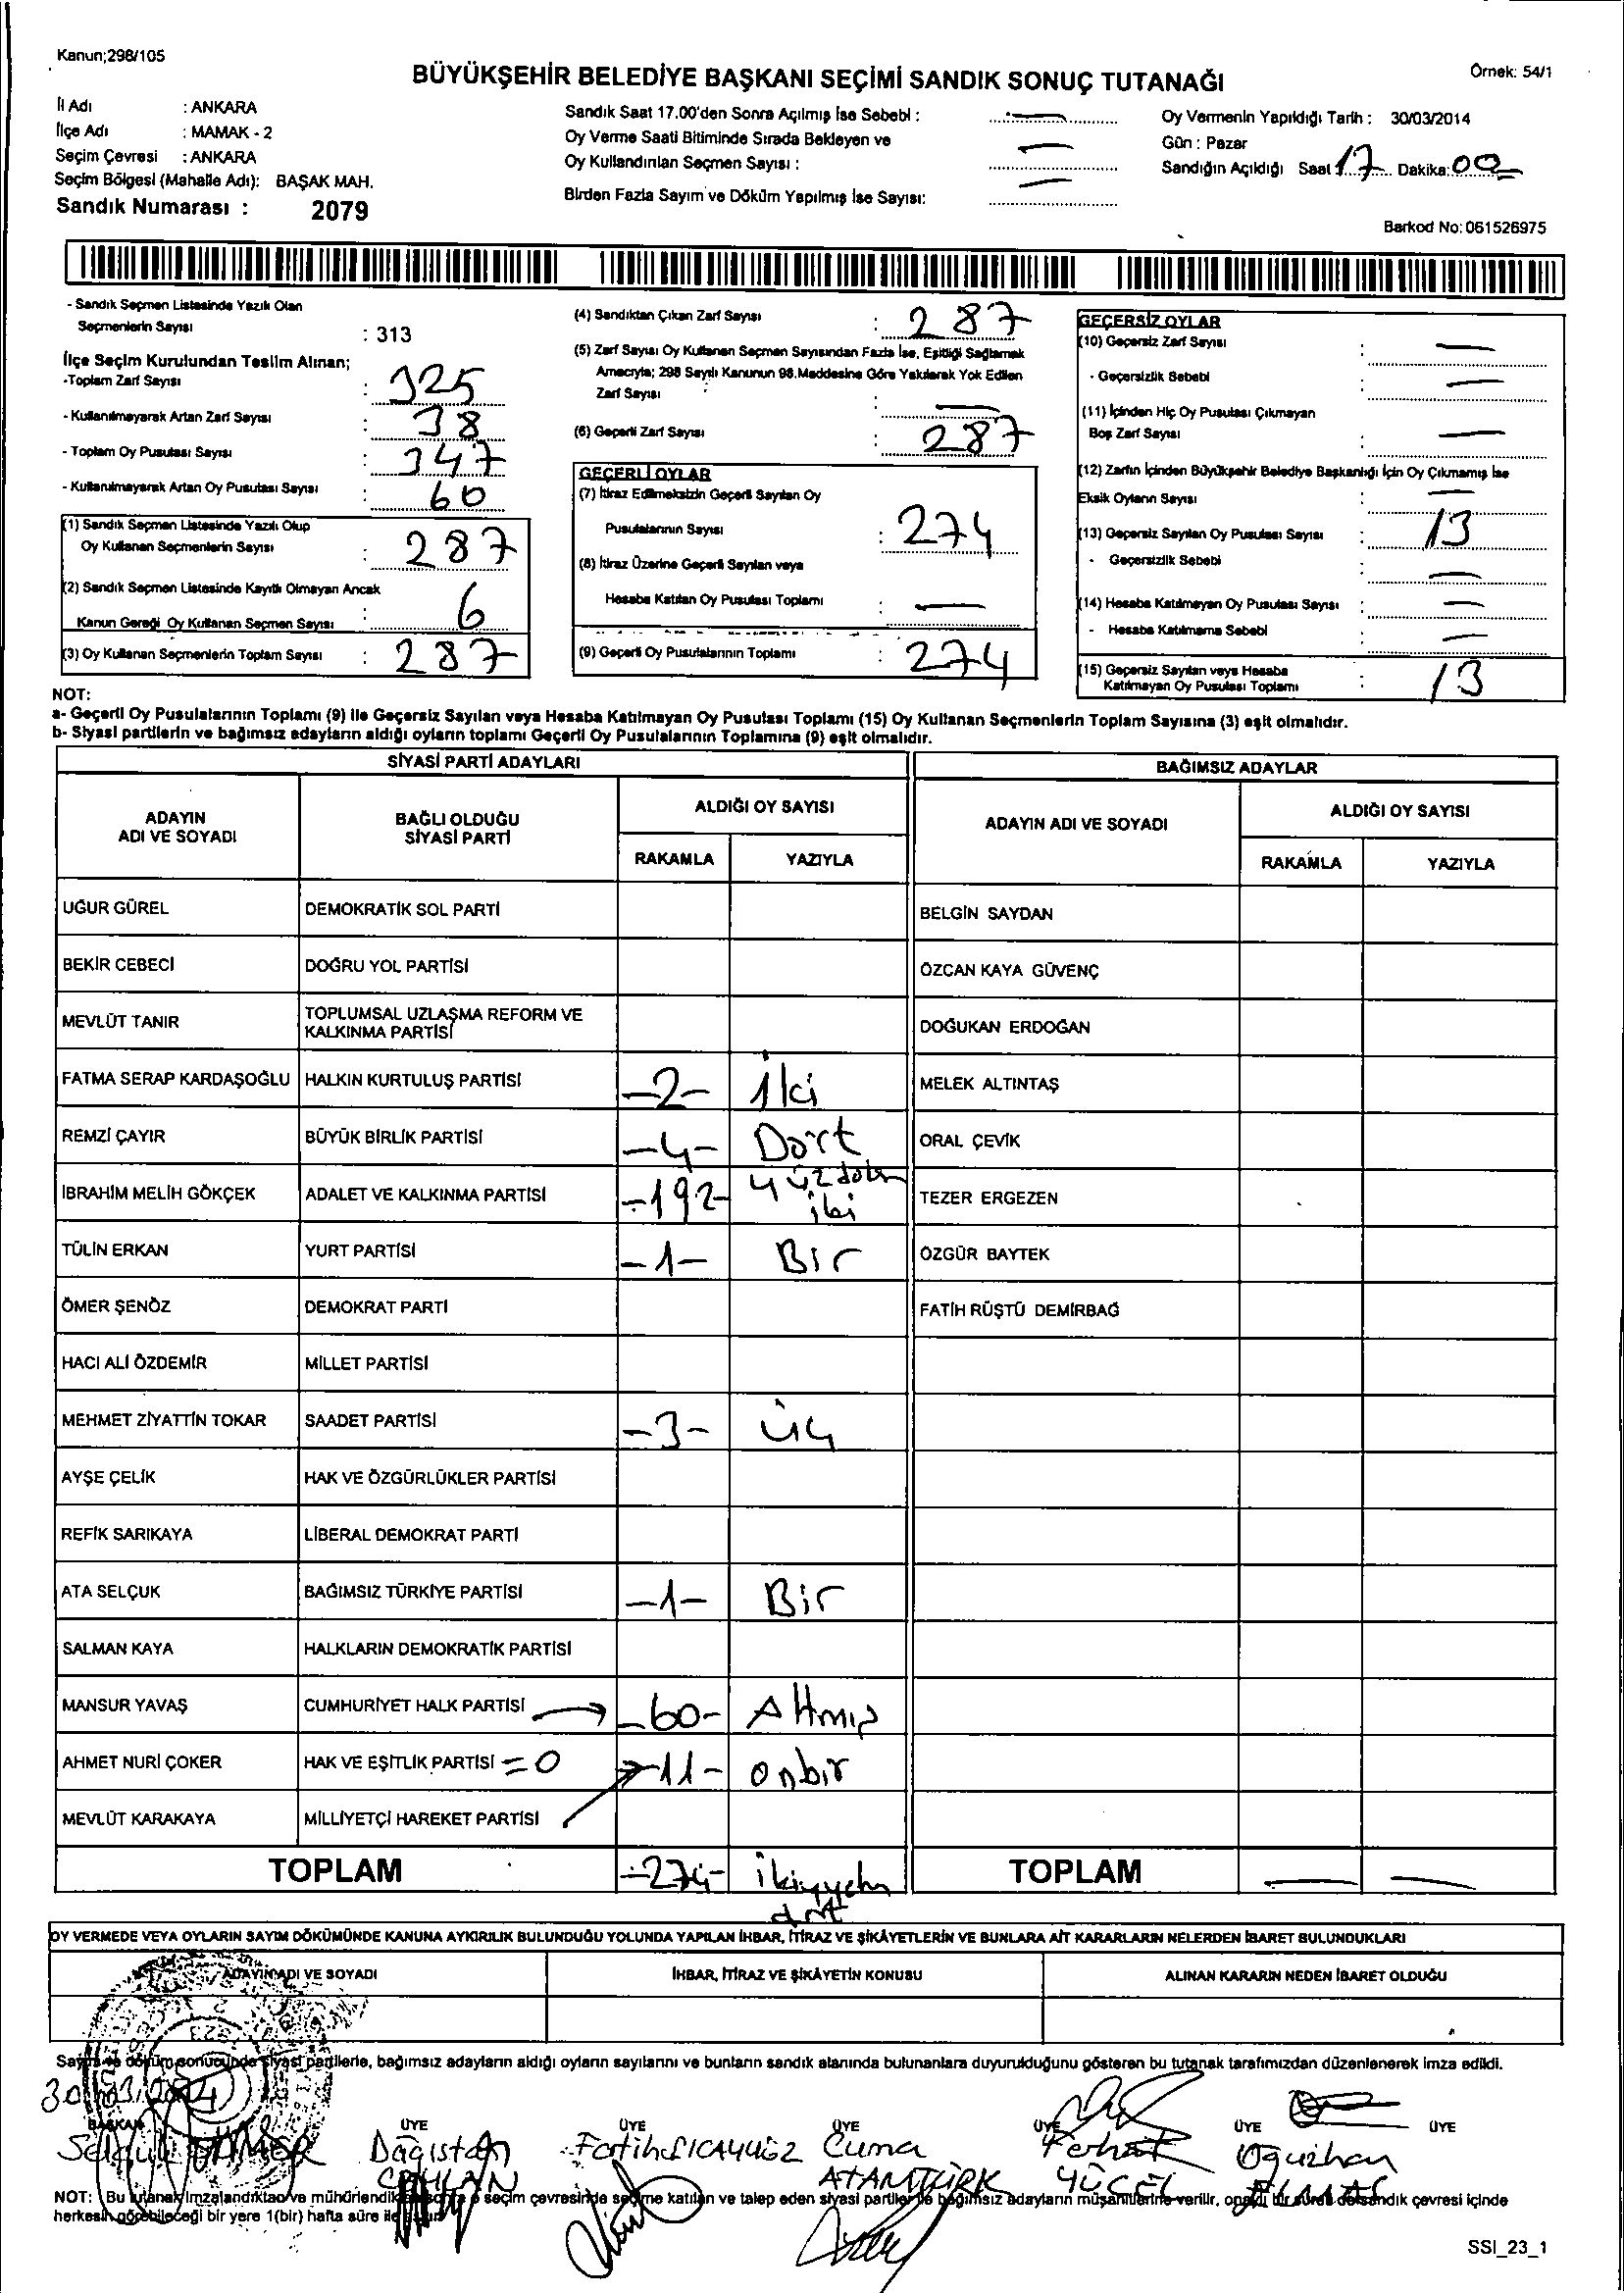 Kanun;298/105
BÜYÜKŞEHİR BELEDİYE BAŞKANI SEÇİMİ SANDIK SONUÇ TUTANAĞI
Örnek: 54/1
İl Adı : ANKARA
İlçe Adı : MAMAK - 2
Seçim Çevresi : ANKARA
Seçim Bölgesi (Mahalle Adı): BAŞAK MAH.
Sandık Numarası : 2079
Sandık Saat 17.00'den Sonra Açılmış İse Sebebi : —
Oy Verme Saati Bitiminde Sırada Bekleyen ve
Oy Kullandırılan Seçmen Sayısı : —
Birden Fazla Sayım ve Döküm Yapılmış İse Sayısı: —
Oy Vermenin Yapıldığı Tarih : 30/03/2014
Gün : Pazar
Sandığın Açıldığı Saat 17 Dakika: 00
Barkod No: 061526975
- Sandık Seçmen Listesinde Yazılı Olan
Seçmenlerin Sayısı : 313
İlçe Seçim Kurulundan Teslim Alınan;
-Toplam Zarf Sayısı : 325
- Kullanılmayarak Artan Zarf Sayısı : 38
- Toplam Oy Pusulası Sayısı : 347
- Kullanılmayarak Artan Oy Pusulası Sayısı : 60
(1) Sandık Seçmen Listesinde Yazılı Olup
Oy Kullanan Seçmenlerin Sayısı : 287
(2) Sandık Seçmen Listesinde Kayıtlı Olmayan Ancak
Kanun Gereği Oy Kullanan Seçmen Sayısı : 6
(3) Oy Kullanan Seçmenlerin Toplam Sayısı : 287
(4) Sandıktan Çıkan Zarf Sayısı : 287
(5) Zarf Sayısı Oy Kullanan Seçmen Sayısından Fazla İse, Eşitliği Sağlamak
Amacıyla; 298 Sayılı Kanunun 98.Maddesine Göre Yakılarak Yok Edilen
Zarf Sayısı : —
(6) Geçerli Zarf Sayısı : 287
GEÇERLİ OYLAR
(7) İtiraz Edilmeksizin Geçerli Sayılan Oy
Pusulalarının Sayısı : 274
(8) İtiraz Üzerine Geçerli Sayılan veya
Hesaba Katılan Oy Pusulası Toplamı : —
(9) Geçerli Oy Pusulalarının Toplamı : 274
GEÇERSİZ OYLAR
(10) Geçersiz Zarf Sayısı : —
- Geçersizlik Sebebi : —
(11) İçinden Hiç Oy Pusulası Çıkmayan
Boş Zarf Sayısı : —
(12) Zarfın İçinden Büyükşehir Belediye Başkanlığı İçin Oy Çıkmamış İse
Eksik Oyların Sayısı : —
(13) Geçersiz Sayılan Oy Pusulası Sayısı : 13
- Geçersizlik Sebebi : —
(14) Hesaba Katılmayan Oy Pusulası Sayısı : —
- Hesaba Katılmama Sebebi : —
(15) Geçersiz Sayılan veya Hesaba
Katılmayan Oy Pusulası Toplamı : 13
NOT:
a- Geçerli Oy Pusulalarının Toplamı (9) ile Geçersiz Sayılan veya Hesaba Katılmayan Oy Pusulası Toplamı (15) Oy Kullanan Seçmenlerin Toplam Sayısına (3) eşit olmalıdır.
b- Siyasi partilerin ve bağımsız adayların aldığı oyların toplamı Geçerli Oy Pusulalarının Toplamına (9) eşit olmalıdır.
SİYASİ PARTİ ADAYLARI
ADAYIN ADI VE SOYADI
BAĞLI OLDUĞU SİYASİ PARTİ
ALDIĞI OY SAYISI
RAKAMLA YAZIYLA
BAĞIMSIZ ADAYLAR
ADAYIN ADI VE SOYADI
ALDIĞI OY SAYISI
RAKAMLA YAZIYLA
UĞUR GÜREL DEMOKRATİK SOL PARTİ BELGİN SAYDAN
BEKİR CEBECİ DOĞRU YOL PARTİSİ ÖZCAN KAYA GÜVENÇ
MEVLÜT TANIR TOPLUMSAL UZLAŞMA REFORM VE KALKINMA PARTİSİ DOĞUKAN ERDOĞAN
FATMA SERAP KARDAŞOĞLU HALKIN KURTULUŞ PARTİSİ -2- İki MELEK ALTINTAŞ
REMZİ ÇAYIR BÜYÜK BİRLİK PARTİSİ -4- Dört ORAL ÇEVİK
İBRAHİM MELİH GÖKÇEK ADALET VE KALKINMA PARTİSİ -192- iki TEZER ERGEZEN
TÜLİN ERKAN YURT PARTİSİ -1- Bir ÖZGÜR BAYTEK
ÖMER ŞENÖZ DEMOKRAT PARTİ FATİH RÜŞTÜ DEMİRBAĞ
HACI ALİ ÖZDEMİR MİLLET PARTİSİ
MEHMET ZİYATTİN TOKAR SAADET PARTİSİ -3- üç
AYŞE ÇELİK HAK VE ÖZGÜRLÜKLER PARTİSİ
REFİK SARIKAYA LİBERAL DEMOKRAT PARTİ
ATA SELÇUK BAĞIMSIZ TÜRKİYE PARTİSİ -1- Bir
SALMAN KAYA HALKLARIN DEMOKRATİK PARTİSİ
MANSUR YAVAŞ CUMHURİYET HALK PARTİSİ → -60- Altmış
AHMET NURİ ÇOKER HAK VE EŞİTLİK PARTİSİ =0 -11- onbir
MEVLÜT KARAKAYA MİLLİYETÇİ HAREKET PARTİSİ
TOPLAM -274- TOPLAM — —
OY VERMEDE VEYA OYLARIN SAYIM DÖKÜMÜNDE KANUNA AYKIRILIK BULUNDUĞU YOLUNDA YAPILAN İHBAR, İTİRAZ VE ŞİKÂYETLERİN VE BUNLARA AİT KARARLARIN NELERDEN İBARET BULUNDUKLARI
ADAYIN ADI VE SOYADI İHBAR, İTİRAZ VE ŞİKÂYETİN KONUSU ALINAN KARARIN NEDEN İBARET OLDUĞU
Sayım ve döküm sonucunda siyasi partilerle, bağımsız adayların aldığı oyların sayılarını ve bunların sandık alanında bulunanlara duyurulduğunu gösteren bu tutanak tarafımızdan düzenlenerek imza edildi.
30/03/2014
BAŞKAN ÜYE ÜYE ÜYE ÜYE ÜYE ÜYE
Dağıstan Fatih Cuma Ferhat Oğuzhan
CEYLAN ATAMTÜRK YÜCEL ELMAS
NOT: Bu tutanak imzalandıktan ve mühürlendikten sonra o seçim çevresinde seçime katılan ve talep eden siyasi partiler ile bağımsız adayların müşahitlerine verilir, onaylı bir sureti de sandık çevresi içinde
herkesin görebileceği bir yere 1(bir) hafta süre ile asılır.
SSI_23_1